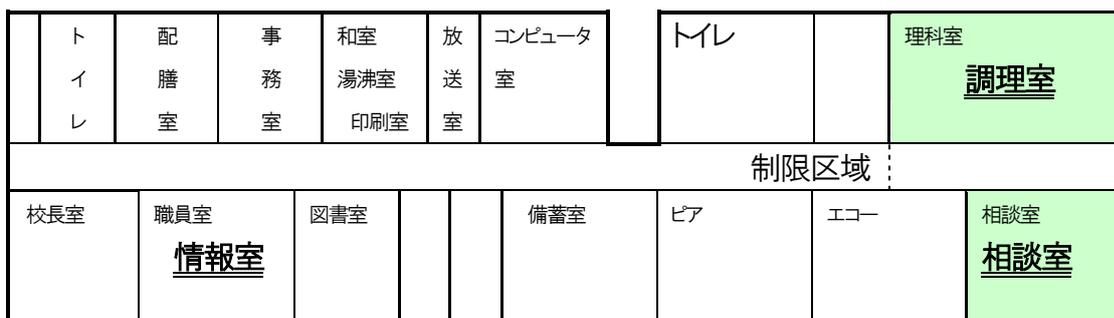 トイレ
配膳室
事務室
和室
湯沸室
印刷室
放送室
コンピュータ
室
トイレ
理科室
調理室
制限区域
校長室
職員室
情報室
図書室
備蓄室
ピア
エコー
相談室
相談室